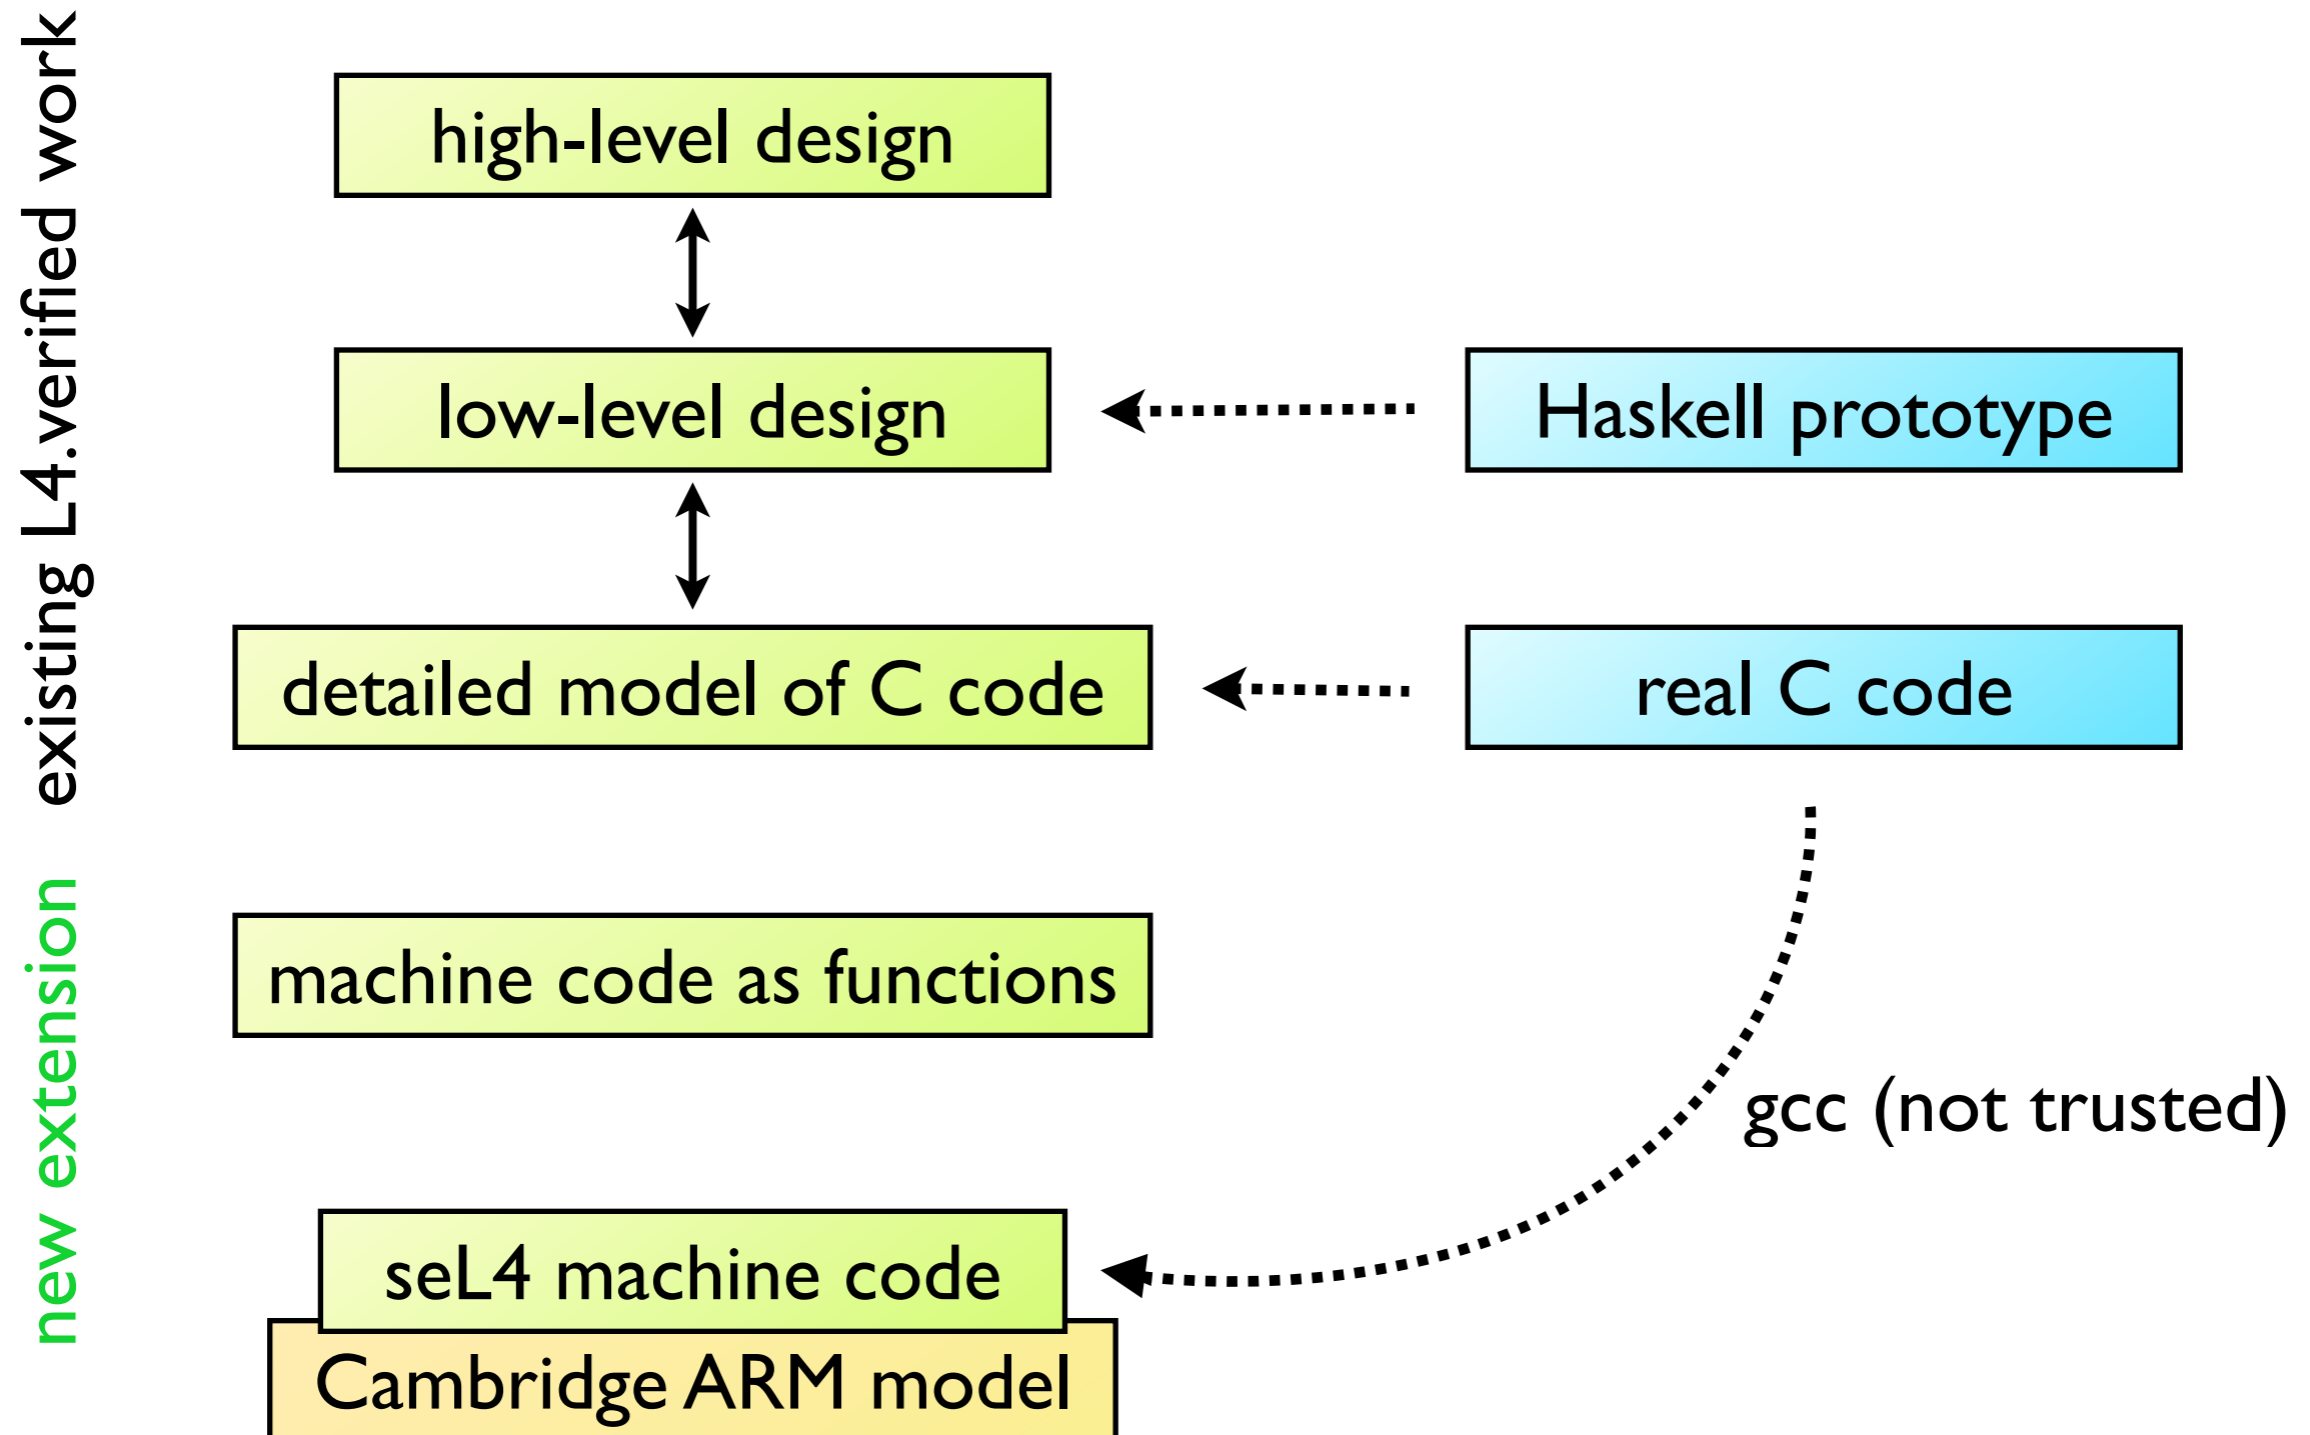 existing L4.verified work
high-level design
low-level design
Haskell prototype
detailed model of C code
real C code
new extension
machine code as functions
gcc (not trusted)
seL4 machine code
Cambridge ARM model